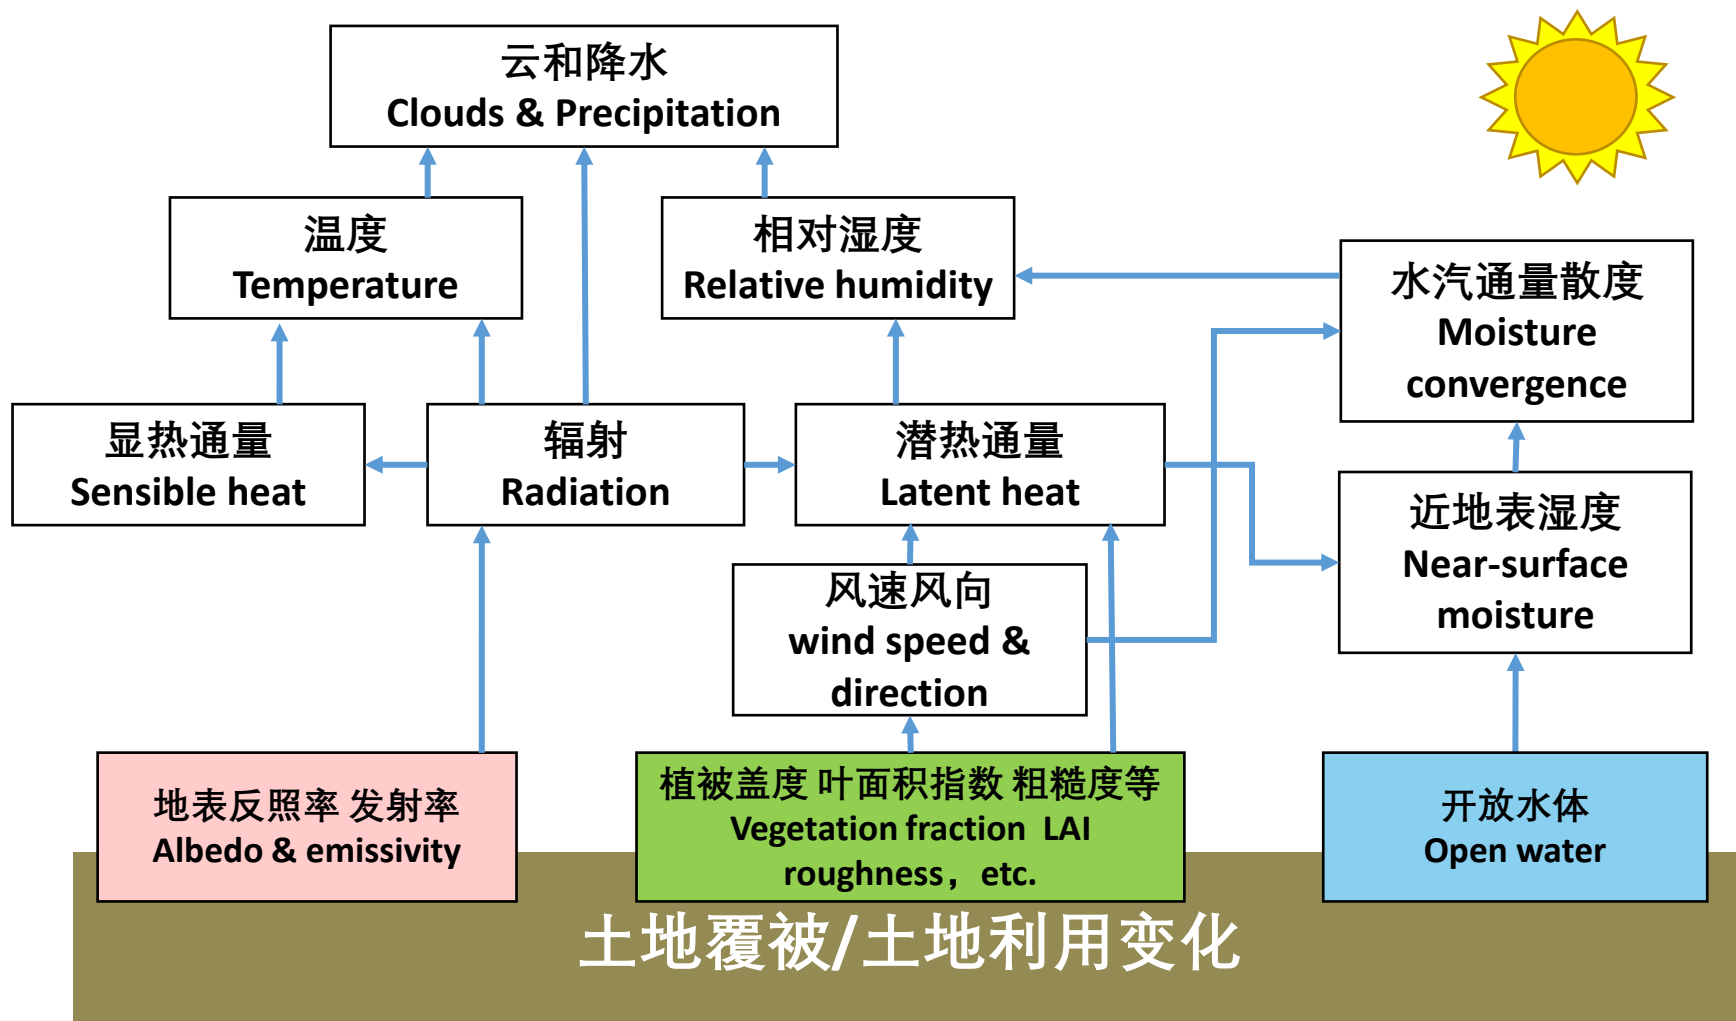 云和降水
Clouds & Precipitation
温度
Temperature
相对湿度
Relative humidity
水汽通量散度
Moisture
convergence
显热通量
Sensible heat
辐射
Radiation
潜热通量
Latent heat
近地表湿度
Near-surface
moisture
风速风向
wind speed &
direction
地表反照率 发射率
Albedo & emissivity
植被盖度 叶面积指数 粗糙度等
Vegetation fraction LAI
roughness，etc.
开放水体
Open water
土地覆被/土地利用变化